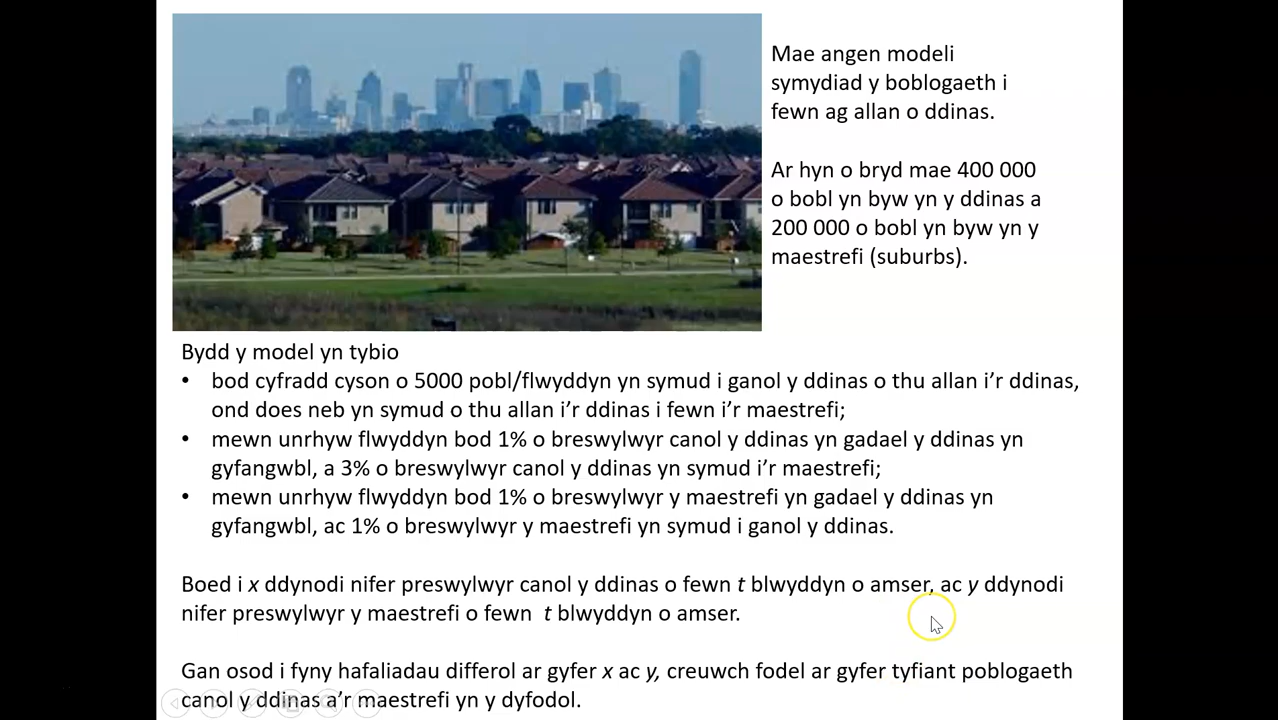 Mae angen modeli
symydiad y boblogaeth i
fewn ag allan o ddinas.
Ar hyn o bryd mae 400 000
o bobl yn byw yn y ddinas a
200 000 o bobl yn byw yn y
maestrefi (suburbs).
Bydd y model yn tybio
• bod cyfradd cyson o 5000 pobl/flwyddyn yn symud i ganol y ddinas o thu allan i’r ddinas,
ond does neb yn symud o thu allan i’r ddinas i fewn i’r maestrefi;
• mewn unrhyw flwyddyn bod 1% o breswylwyr canol y ddinas yn gadael y ddinas yn
gyfangwbl, a 3% o breswylwyr canol y ddinas yn symud i’r maestrefi;
• mewn unrhyw flwyddyn bod 1% o breswylwyr y maestrefi yn gadael y ddinas yn
gyfangwbl, ac 1% o breswylwyr y maestrefi yn symud i ganol y ddinas.
Boed i x ddynodi nifer preswylwyr canol y ddinas o fewn t blwyddyn o amser, ac y ddynodi
nifer preswylwyr y maestrefi o fewn t blwyddyn o amser.
Gan osod i fyny hafaliadau differol ar gyfer x ac y, creuwch fodel ar gyfer tyfiant poblogaeth
canol y ddinas a’r maestrefi yn y dyfodol.